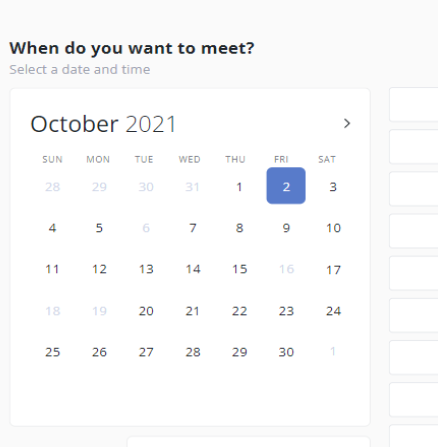 When do you want to meet?
Select a date and time
October 2021
SUN MON TUE WED THU FRI SAT
28 29 30 31 1 2 3
4 5 6 7 8 9 10
11 12 13 14 15 16 17
18 19 20 21 22 23 24
25 26 27 28 29 30 1